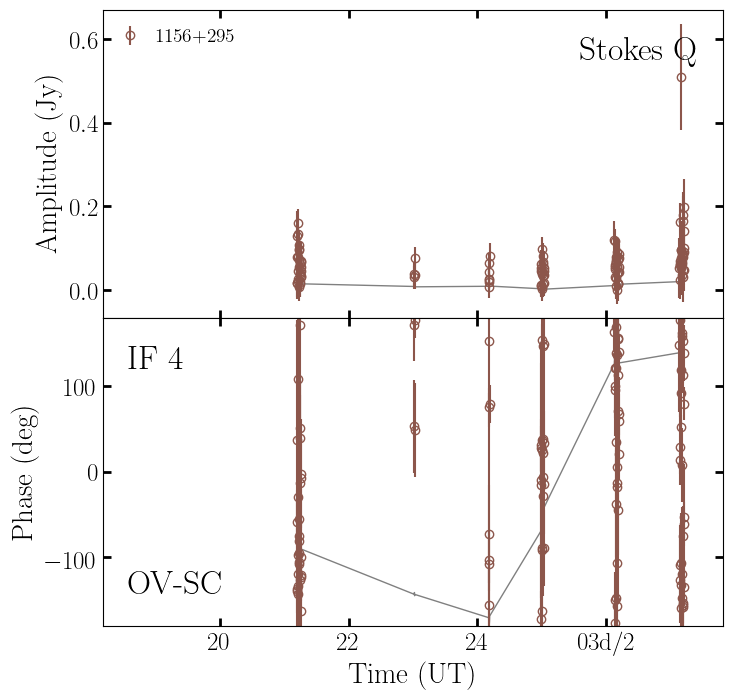 1156+295
Stokes Q
Amplitude (Jy)
0.6
0.4
0.2
0.0
IF 4
OV-SC
Phase (deg)
100
0
−100
20
22
24
03d/2
Time (UT)